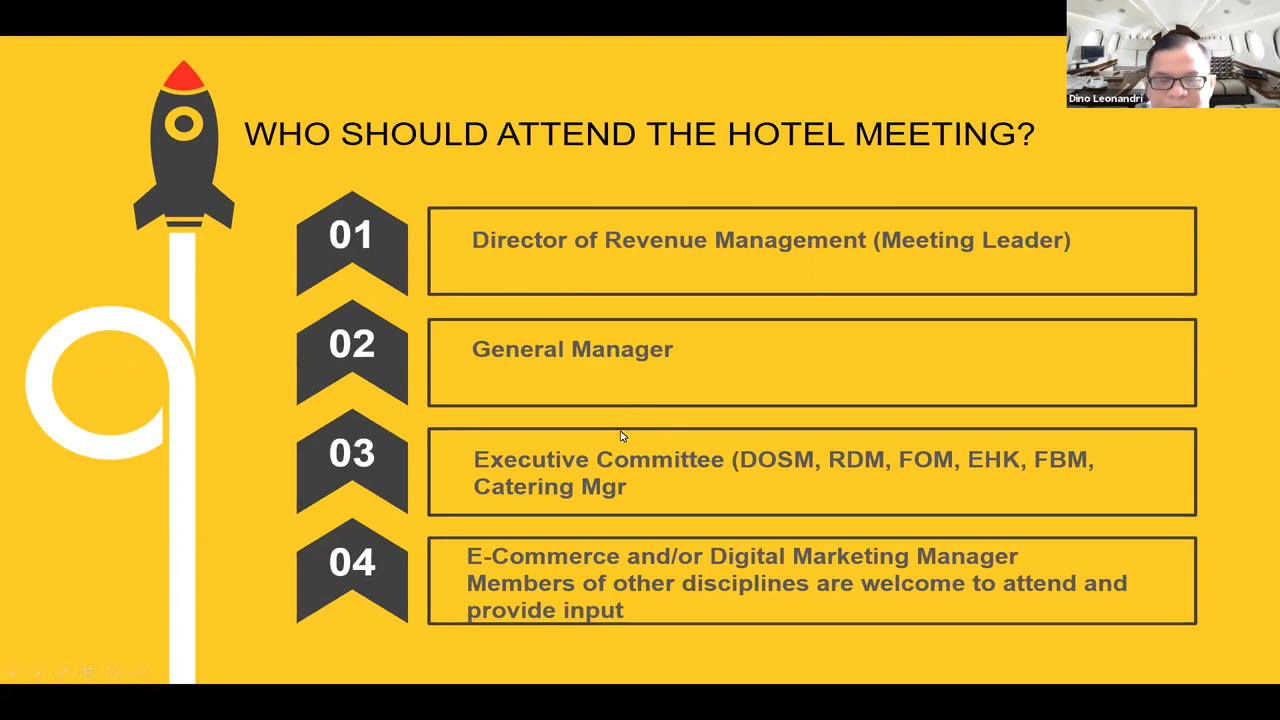 Dino Leonandri
WHO SHOULD ATTEND THE HOTEL MEETING?
01
Director of Revenue Management (Meeting Leader)
02
General Manager
03
Executive Committee (DOSM, RDM, FOM, EHK, FBM,
Catering Mgr
04
E-Commerce and/or Digital Marketing Manager
Members of other disciplines are welcome to attend and
provide input